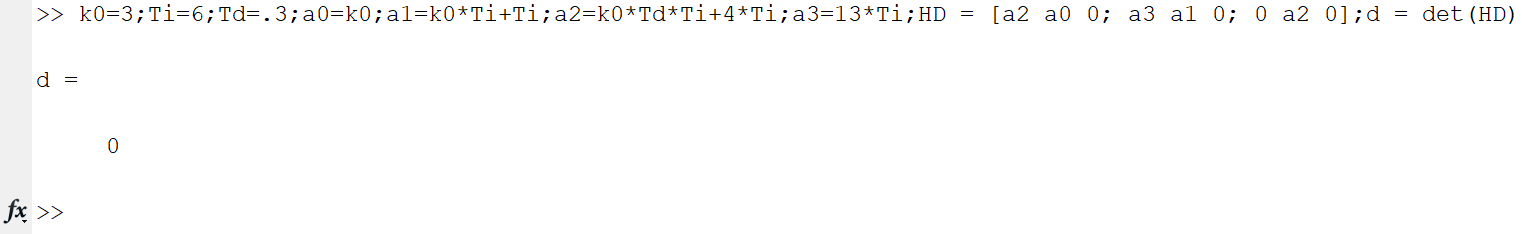 >> k0=3;Ti=6;Td=.3;a0=k0;a1=k0*Ti+Ti;a2=k0*Td*Ti+4*Ti;a3=13*Ti;HD = [a2 a0 0; a3 a1 0; 0 a2 0];d = det(HD)
d =
0
fx >>